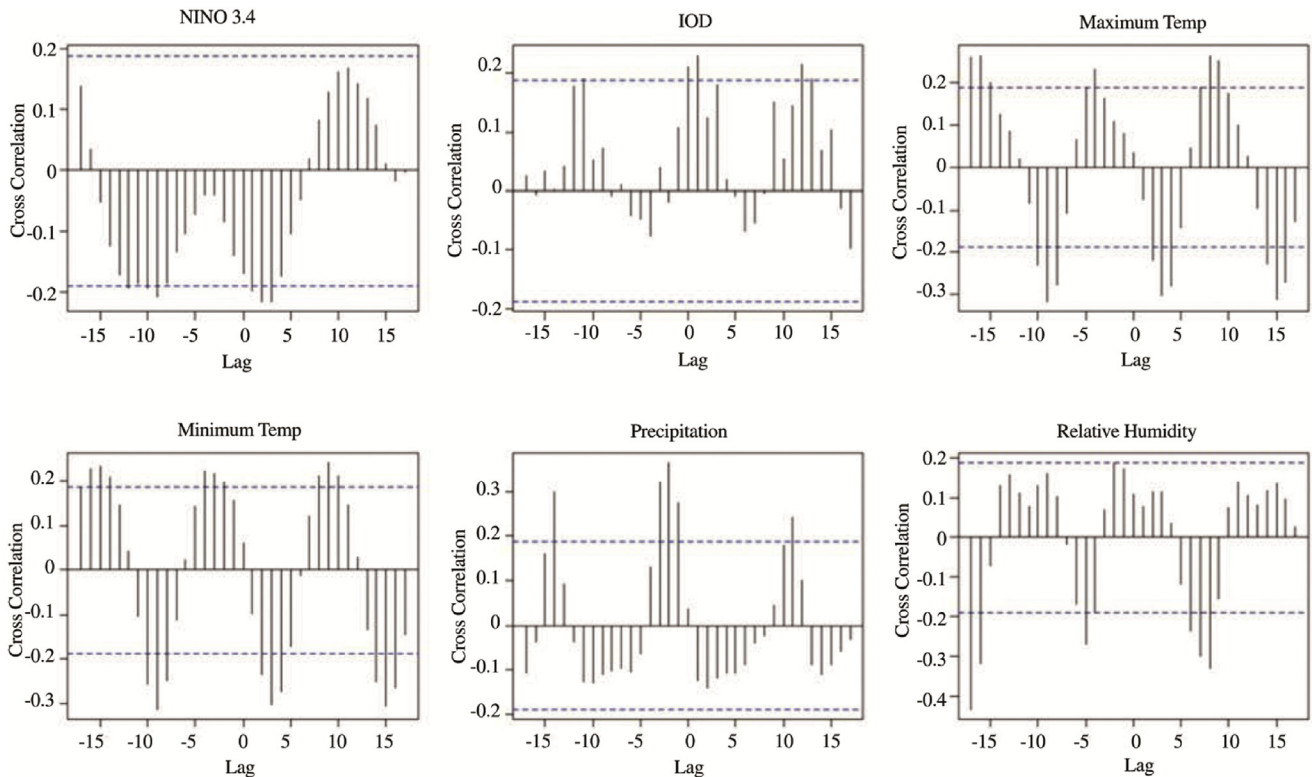 NINO 3.4
IOD
Maximum Temp
0.2
0.1
0
-0.1
-0.2
Cross Correlation
-15 -10 -5 0 5 10 15
Lag
0.2
0.1
0
-0.1
-0.2
Cross Correlation
-15 -10 -5 0 5 10 15
Lag
0.2
0.1
0
-0.1
-0.2
-0.3
Cross Correlation
-15 -10 -5 0 5 10 15
Lag
Minimum Temp
Precipitation
Relative Humidity
0.2
0.1
0
-0.1
-0.2
-0.3
Cross Correlation
-15 -10 -5 0 5 10 15
Lag
0.3
0.2
0.1
0
-0.1
-0.2
Cross Correlation
-15 -10 -5 0 5 10 15
Lag
0.2
0.1
0
-0.1
-0.2
-0.3
-0.4
Cross Correlation
-15 -10 -5 0 5 10 15
Lag